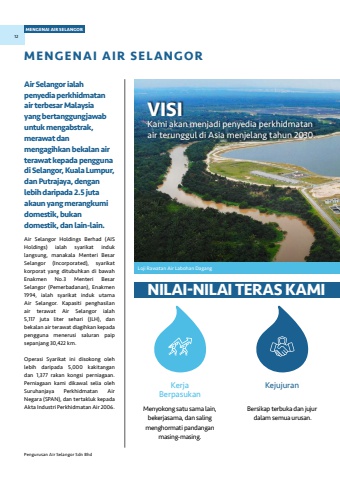 MENGENAI AIR SELANGOR
12
MENGENAI AIR SELANGOR
Air Selangor ialah
penyedia perkhidmatan
air terbesar Malaysia
yang bertanggungjawab
untuk mengabstrak,
merawat dan
mengagihkan bekalan air
terawat kepada pengguna
di Selangor, Kuala Lumpur,
dan Putrajaya, dengan
lebih daripada 2.5 juta
akaun yang merangkumi
domestik, bukan
domestik, dan lain-lain.
Air Selangor Holdings Berhad (AIS
Holdings) ialah syarikat induk
langsung, manakala Menteri Besar
Selangor (Incorporated), syarikat
korporat yang ditubuhkan di bawah
Enakmen No.3 Menteri Besar
Selangor (Pemerbadanan), Enakmen
1994, ialah syarikat induk utama
Air Selangor. Kapasiti penghasilan
air terawat Air Selangor ialah
5,117 juta liter sehari (JLH), dan
bekalan air terawat diagihkan kepada
pengguna menerusi saluran paip
sepanjang 30,422 km.
Operasi Syarikat ini disokong oleh
lebih daripada 5,000 kakitangan
dan 1,377 rakan kongsi perniagaan.
Perniagaan kami dikawal selia oleh
Suruhanjaya Perkhidmatan Air
Negara (SPAN), dan tertakluk kepada
Akta Industri Perkhidmatan Air 2006.
VISI
Kami akan menjadi penyedia perkhidmatan
air terunggul di Asia menjelang tahun 2030
Loji Rawatan Air Labuhan Dagang
NILAI-NILAI TERAS KAMI
Kerja
Berpasukan
Menyokong satu sama lain,
bekerjasama, dan saling
menghormati pandangan
masing-masing.
Kejujuran
Bersikap terbuka dan jujur
dalam semua urusan.
Pengurusan Air Selangor Sdn Bhd